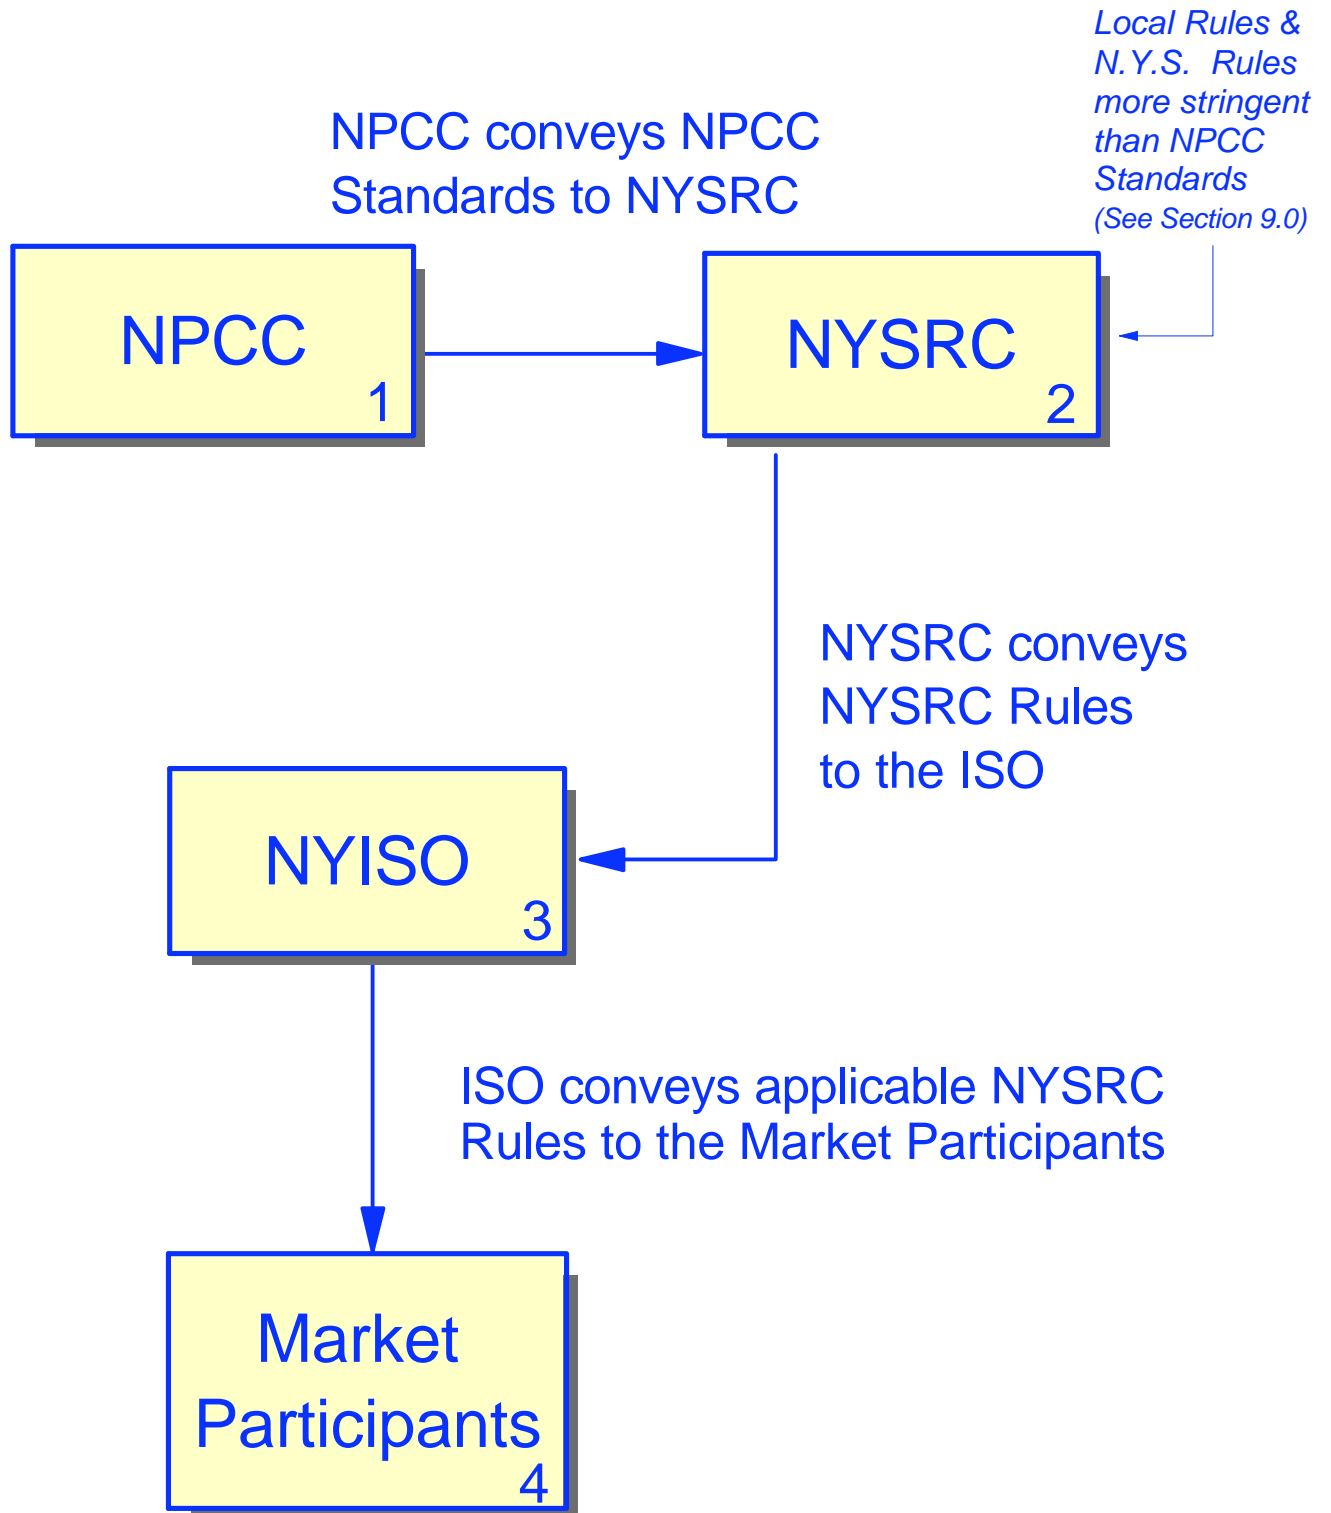 Local Rules &
N.Y.S. Rules
more stringent
than NPCC
Standards
(See Section 9.0)
NPCC conveys NPCC
Standards to NYSRC
NPCC
1
NYSRC
2
NYSRC conveys
NYSRC Rules
to the ISO
NYISO
3
ISO conveys applicable NYSRC
Rules to the Market Participants
Market
Participants
4